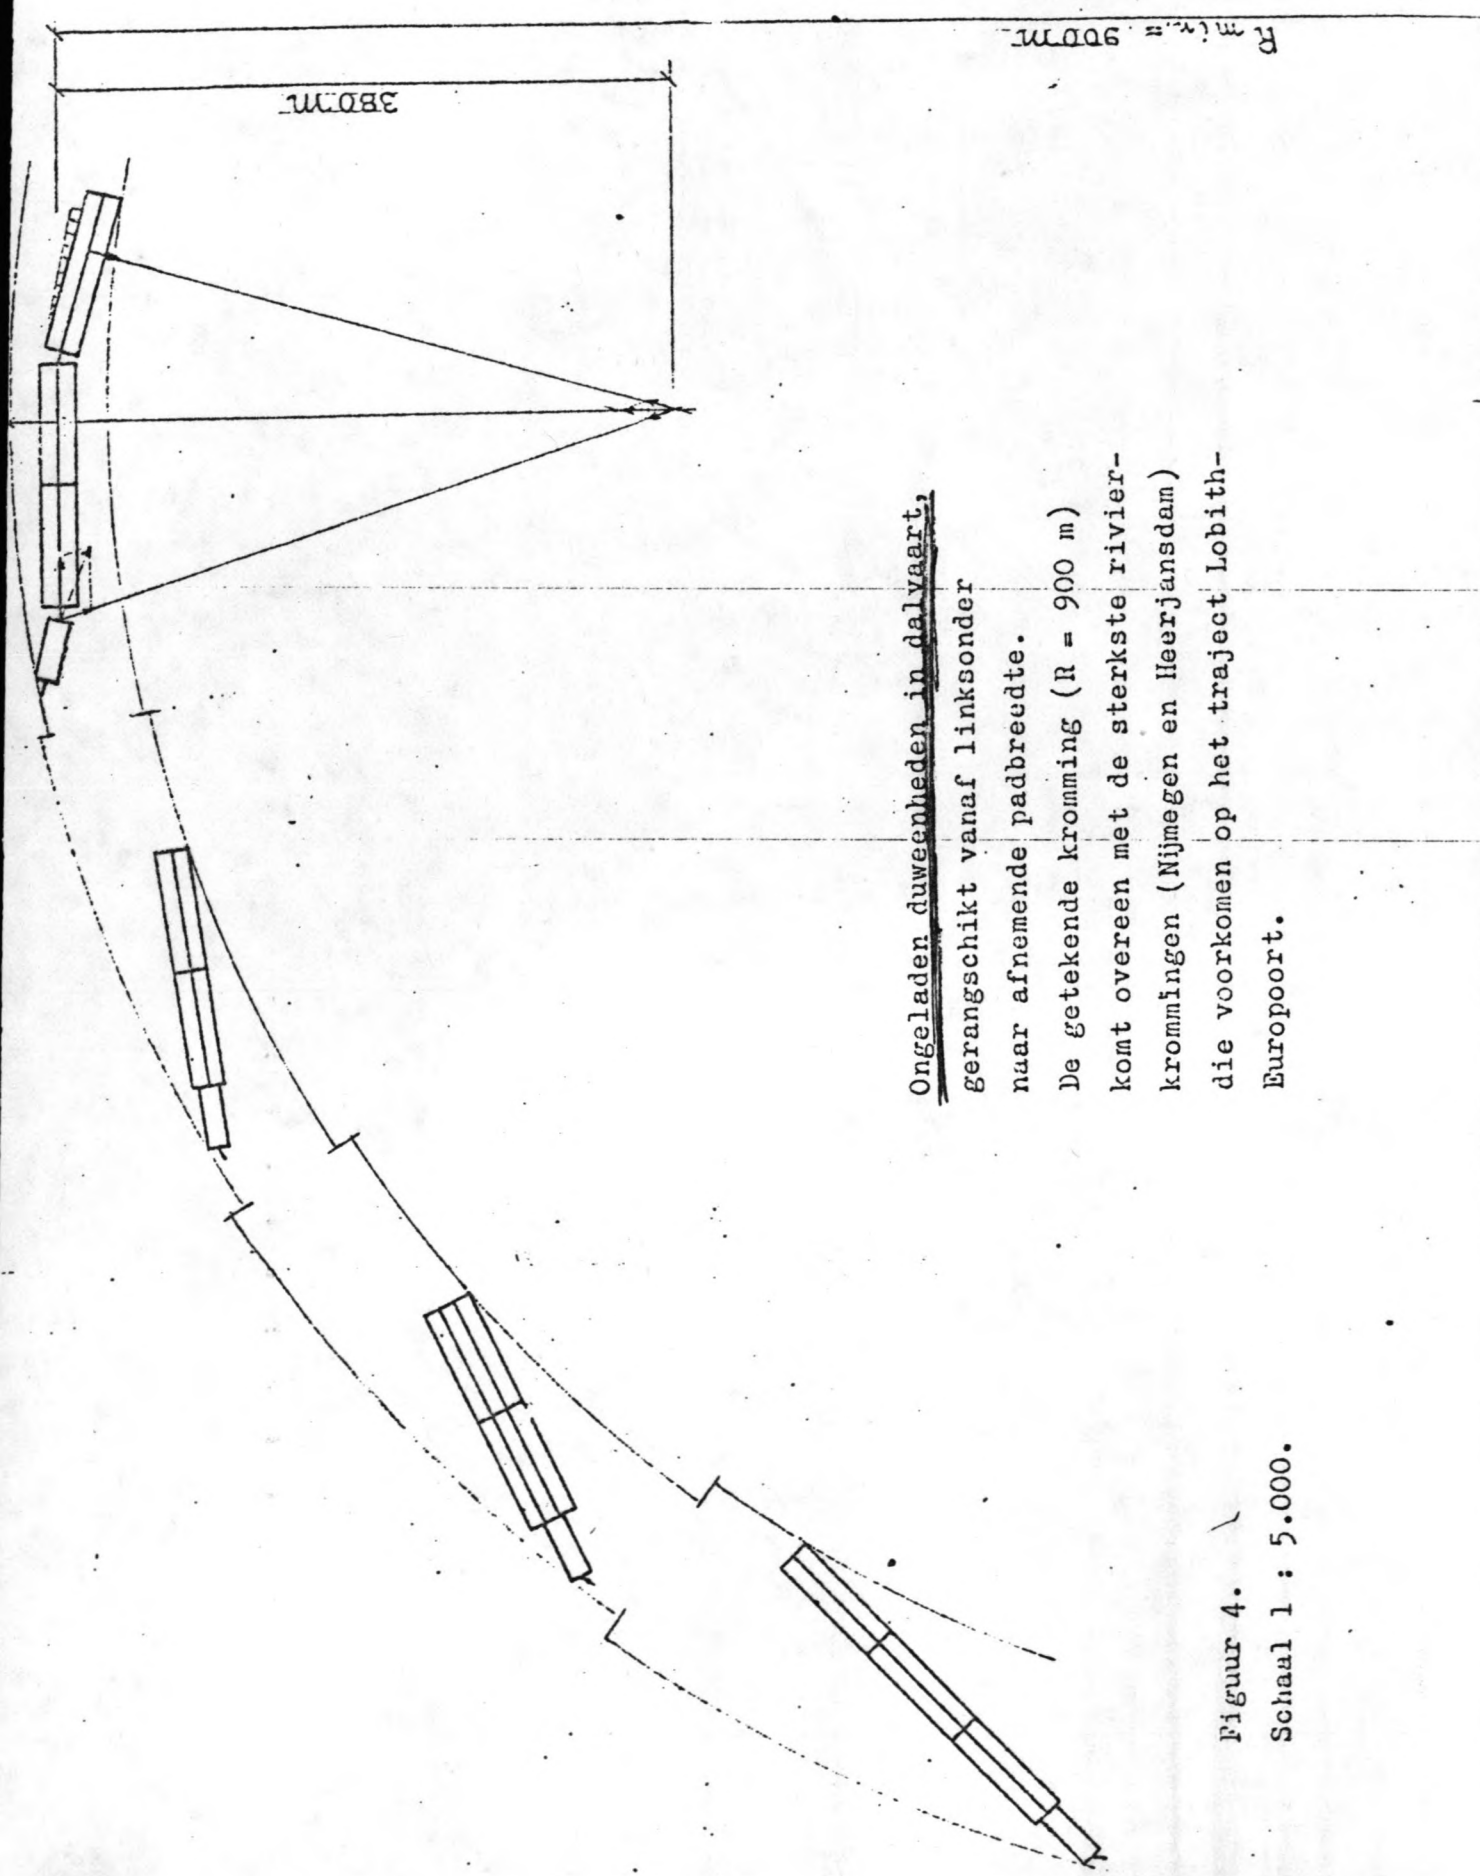 R min. = 900 m
380 m
Ongeladen duweenheden in dalvaart,
gerangschikt vanaf linksonder
naar afnemende padbreedte.
De getekende kromming (R = 900 m)
komt overeen met de sterkste rivier-
krommingen (Nijmegen en Heerjansdam)
die voorkomen op het traject Lobith-
Europoort.
Figuur 4.
Schaal 1 : 5.000.